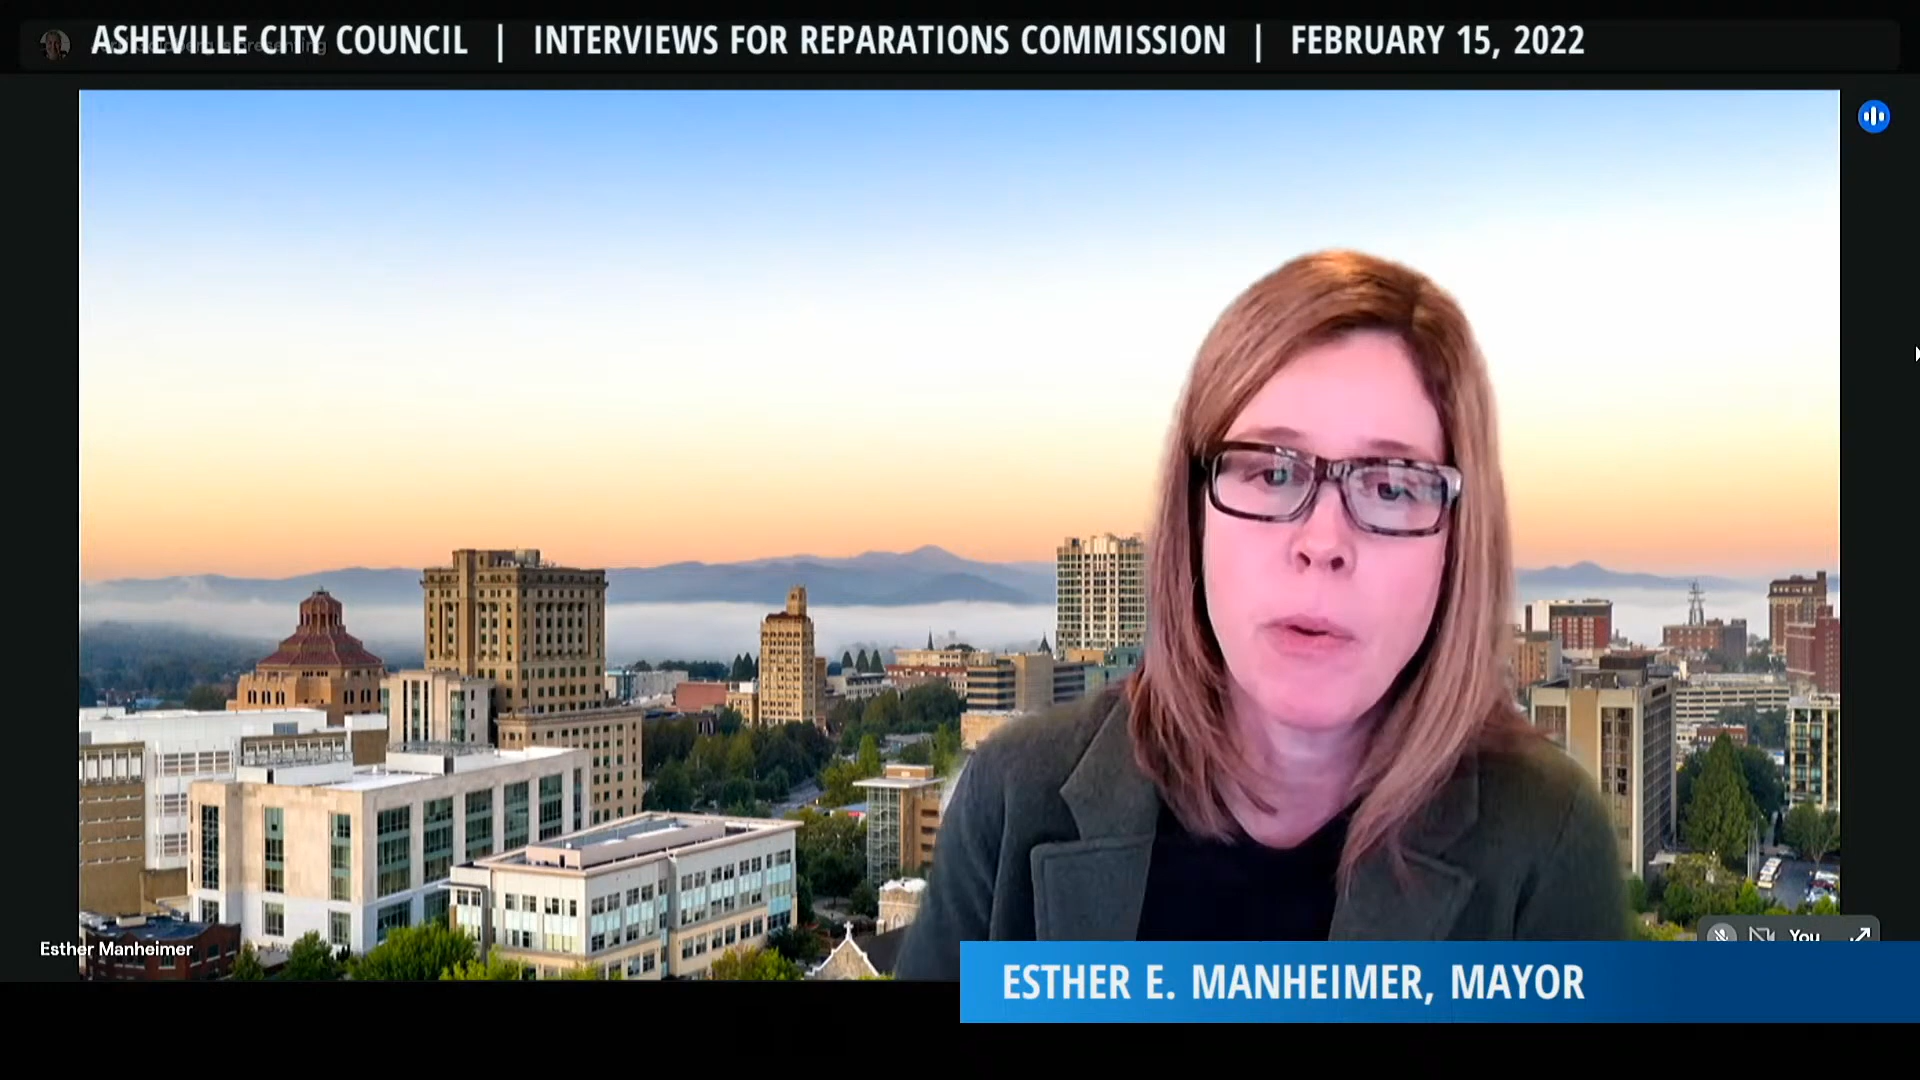 ASHEVILLE CITY COUNCIL | INTERVIEWS FOR REPARATIONS COMMISSION | FEBRUARY 15, 2022
You
Esther Manheimer
ESTHER E. MANHEIMER, MAYOR